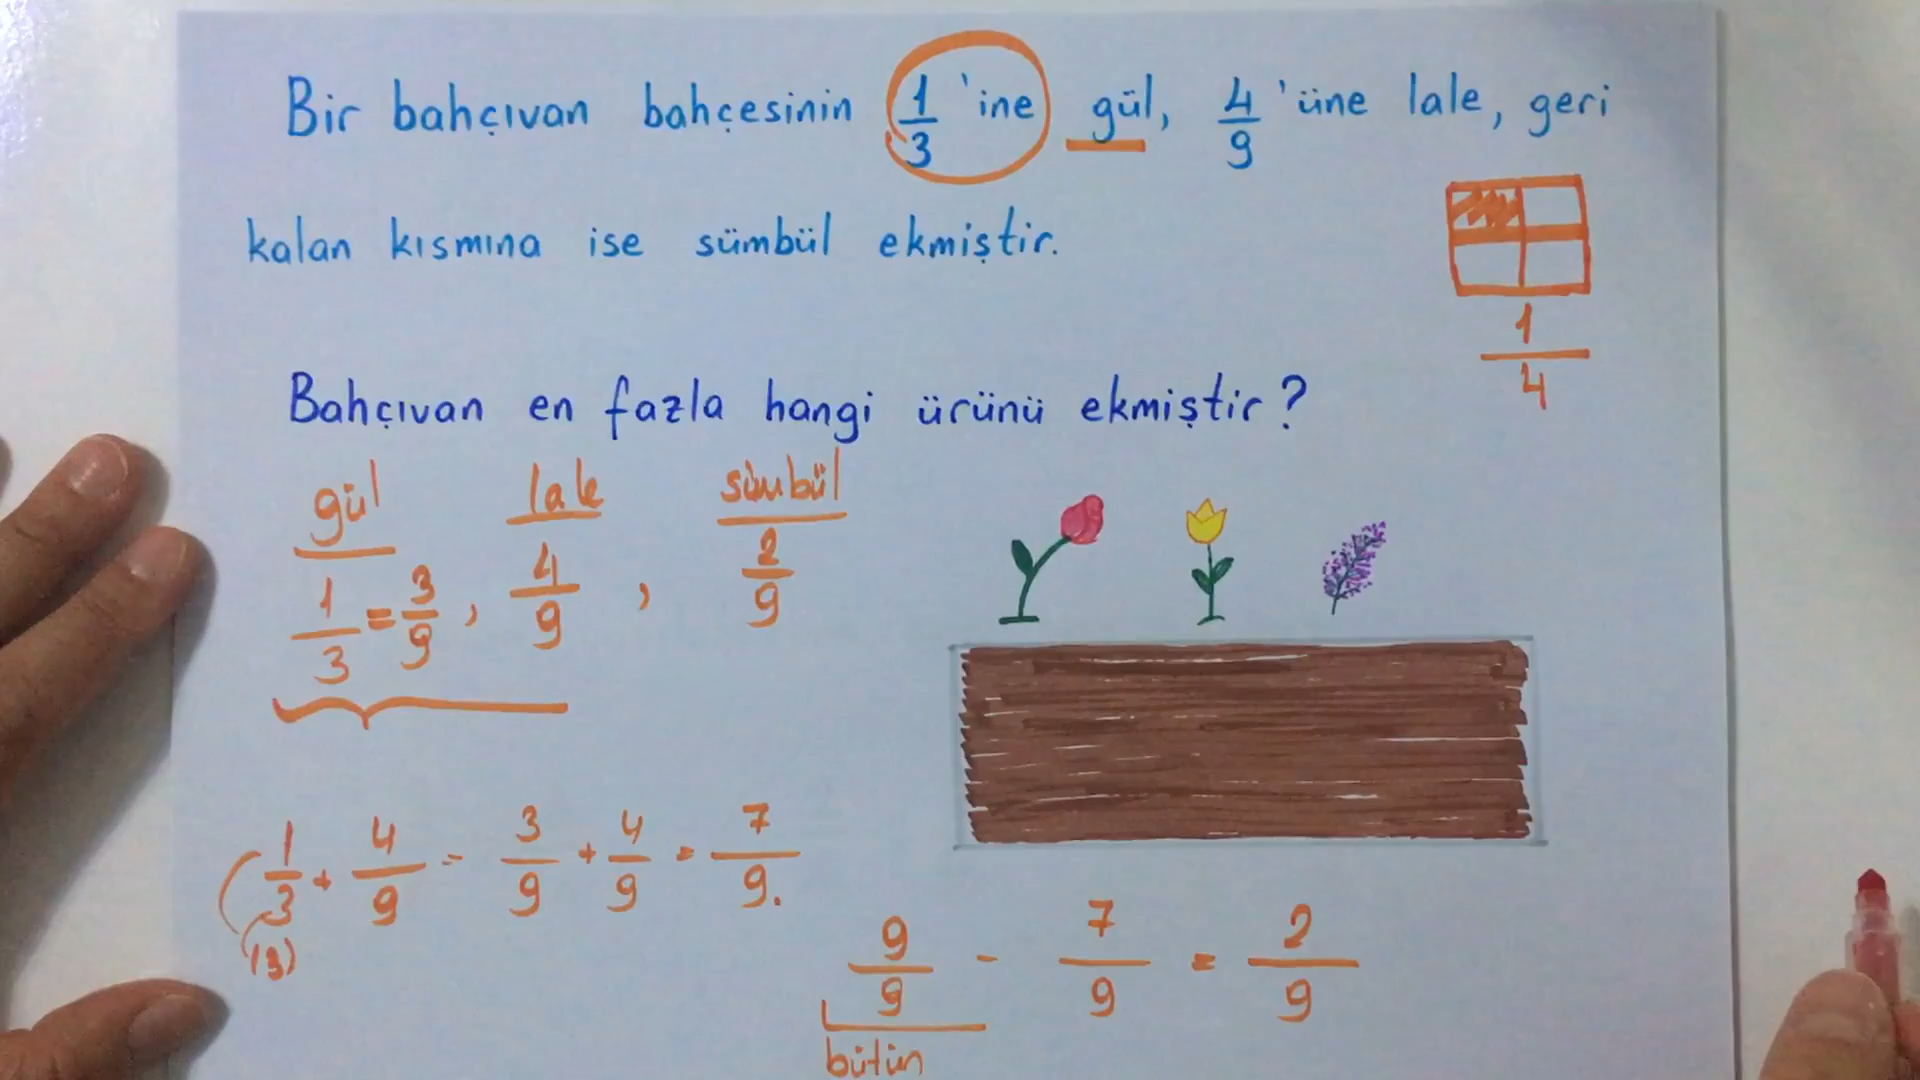 Bir bahçıvan bahçesinin 1/3 'ine gül, 4/9 'üne lale, geri
kalan kısmına ise sümbül ekmiştir.
1/4
Bahçıvan en fazla hangi ürünü ekmiştir?
gül lale sümbül
1/3 = 3/9 , 4/9 , 2/9
1/3 + 4/9 = 3/9 + 4/9 = 7/9.
(3)
9/9 - 7/9 = 2/9
bütün